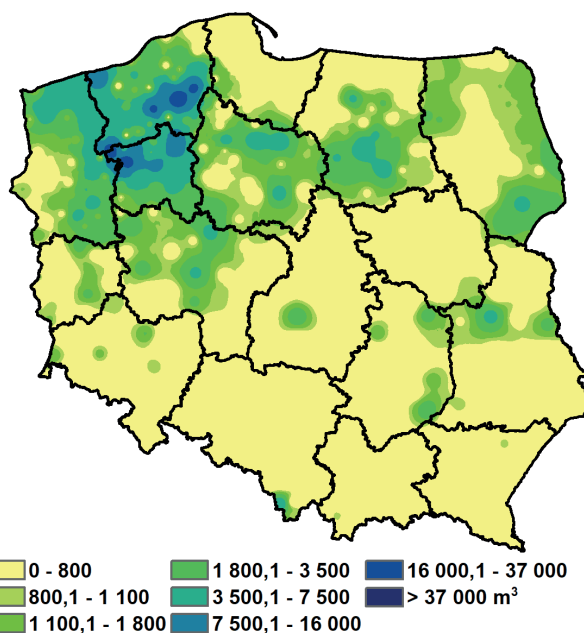 0 - 800
1 800,1 - 3 500
16 000,1 - 37 000
800,1 - 1 100
3 500,1 - 7 500
> 37 000 m³
1 100,1 - 1 800
7 500,1 - 16 000